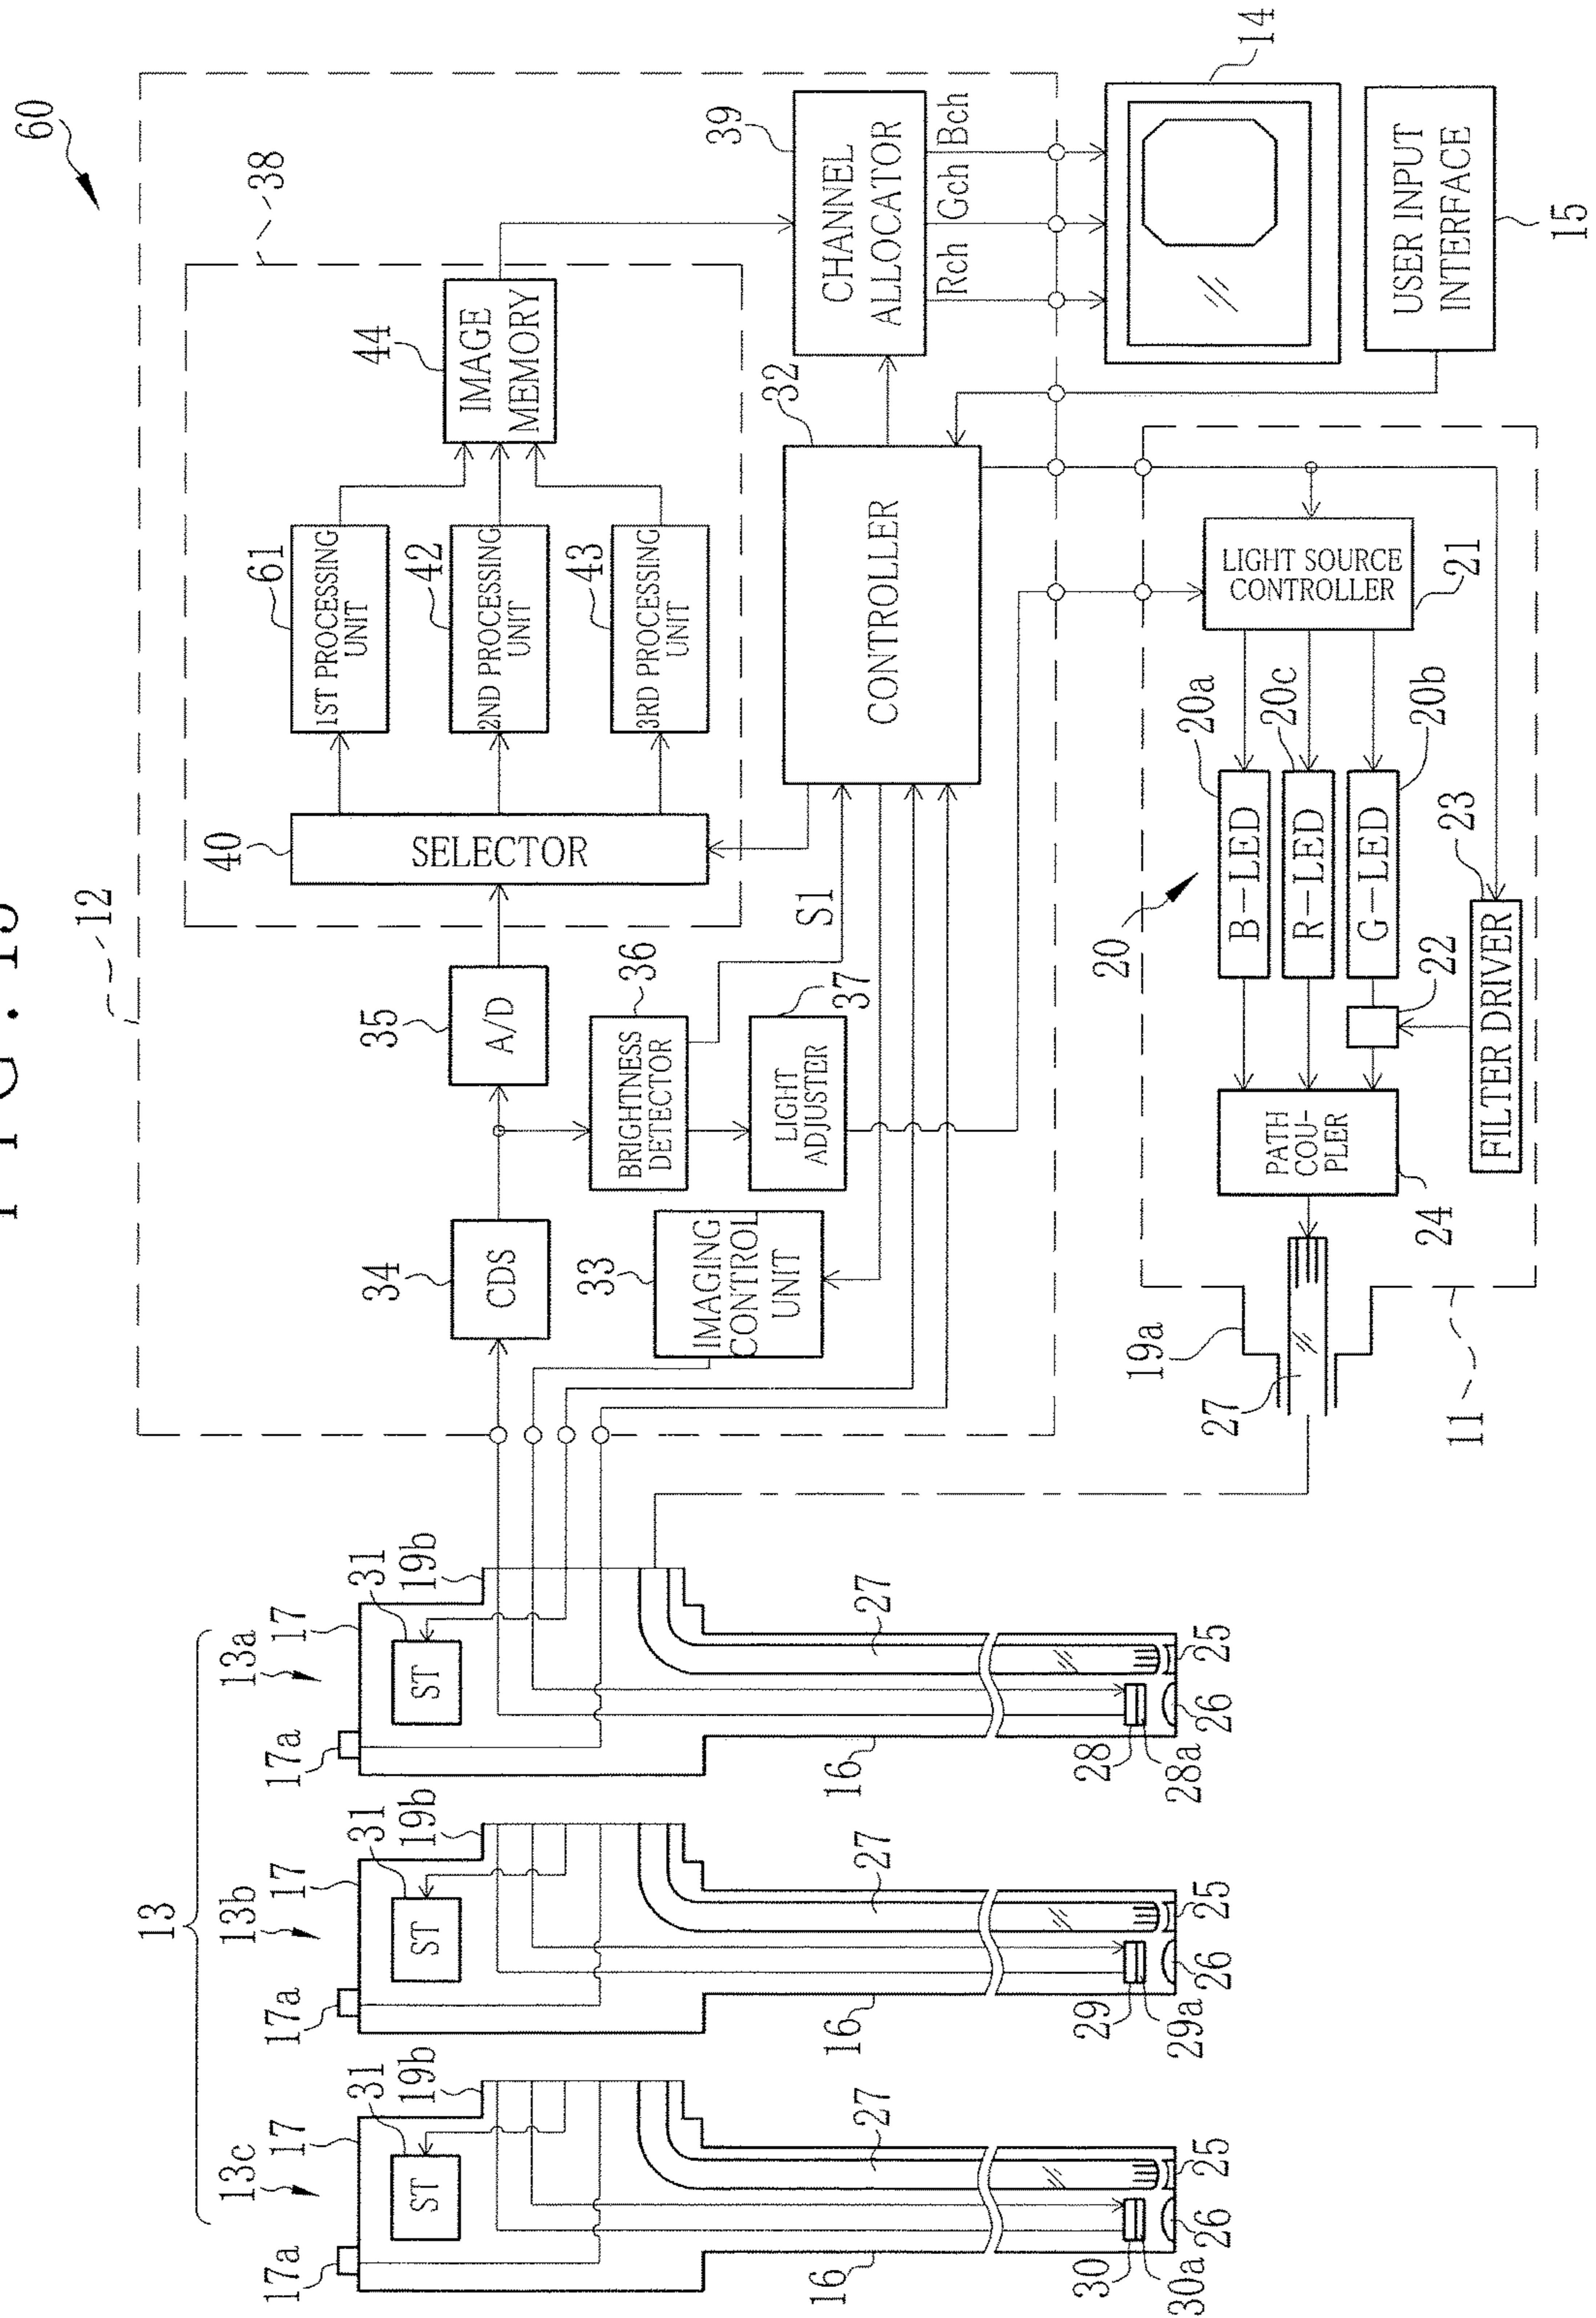 FIG.
60
12
38
13
13c
13b
13a
17a
17
31
19b
ST
17a
17
31
19b
ST
17a
17
31
19b
ST
16
27
30
30a
26
25
16
27
29
29a
26
25
16
27
28
28a
26
25
34
CDS
35
A/D
40
SELECTOR
61
1ST PROCESSING
UNIT
42
2ND PROCESSING
UNIT
43
3RD PROCESSING
UNIT
44
IMAGE
MEMORY
33
IMAGING
CONTROL
UNIT
36
BRIGHTNESS
DETECTOR
37
LIGHT
ADJUSTER
S1
32
CONTROLLER
39
CHANNEL
ALLOCATOR
Rch
Gch
Bch
14
USER INPUT
INTERFACE
15
19a
27
11
24
PATH
COU-
PLER
20
B-LED
20a
R-LED
20c
G-LED
20b
22
23
FILTER DRIVER
LIGHT SOURCE
CONTROLLER
21